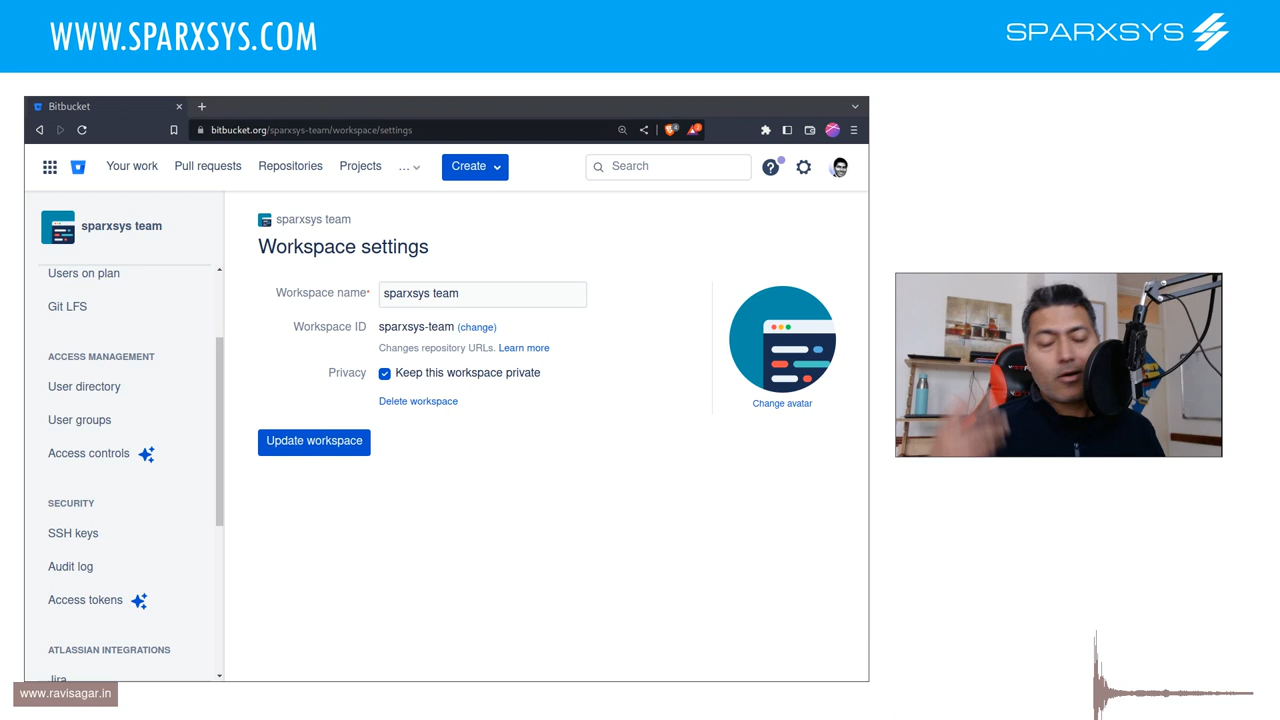 WWW.SPARXSYS.COM
SPARXSYS
Bitbucket
bitbucket.org/sparxsys-team/workspace/settings
Your work
Pull requests
Repositories
Projects
...
Create
Search
sparxsys team
Users on plan
Git LFS
ACCESS MANAGEMENT
User directory
User groups
Access controls
SECURITY
SSH keys
Audit log
Access tokens
ATLASSIAN INTEGRATIONS
Jira
sparxsys team
Workspace settings
Workspace name* sparxsys team
Workspace ID sparxsys-team (change)
Changes repository URLs. Learn more
Privacy Keep this workspace private
Delete workspace
Update workspace
Change avatar
www.ravisagar.in